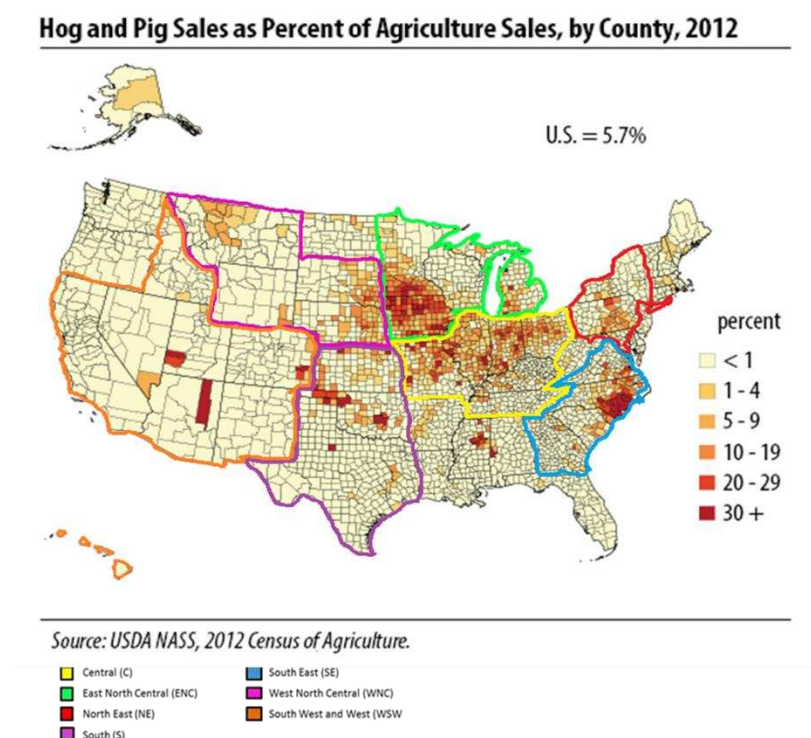 Hog and Pig Sales as Percent of Agriculture Sales, by County, 2012
U.S. = 5.7%
percent
< 1
1 - 4
5 - 9
10 - 19
20 - 29
30 +
Source: USDA NASS, 2012 Census of Agriculture.
Central (C)
South East (SE)
East North Central (ENC)
West North Central (WNC)
North East (NE)
South West and West (WSW
South (S)